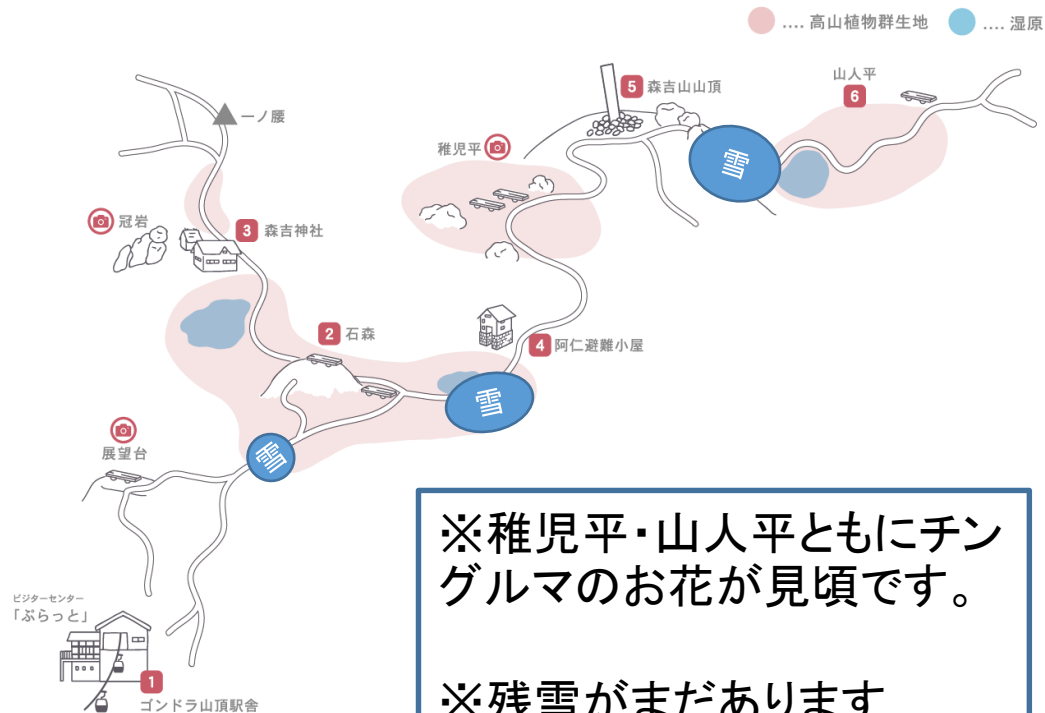 .... 高山植物群生地
.... 湿原
山人平
6
5 森吉山山頂
一ノ腰
稚児平
雪
冠岩
3 森吉神社
2 石森
4 阿仁避難小屋
雪
雪
展望台
※稚児平・山人平ともにチン
グルマのお花が見頃です。
ビジターセンター
「ぷらっと」
※残雪がまだあります
1
ゴンドラ山頂駅舎